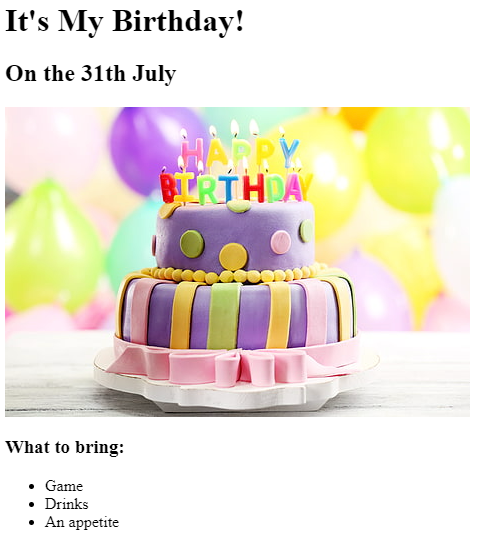 It's My Birthday!
On the 31th July
HAPPY
BIRTHDAY
What to bring:
Game
Drinks
An appetite